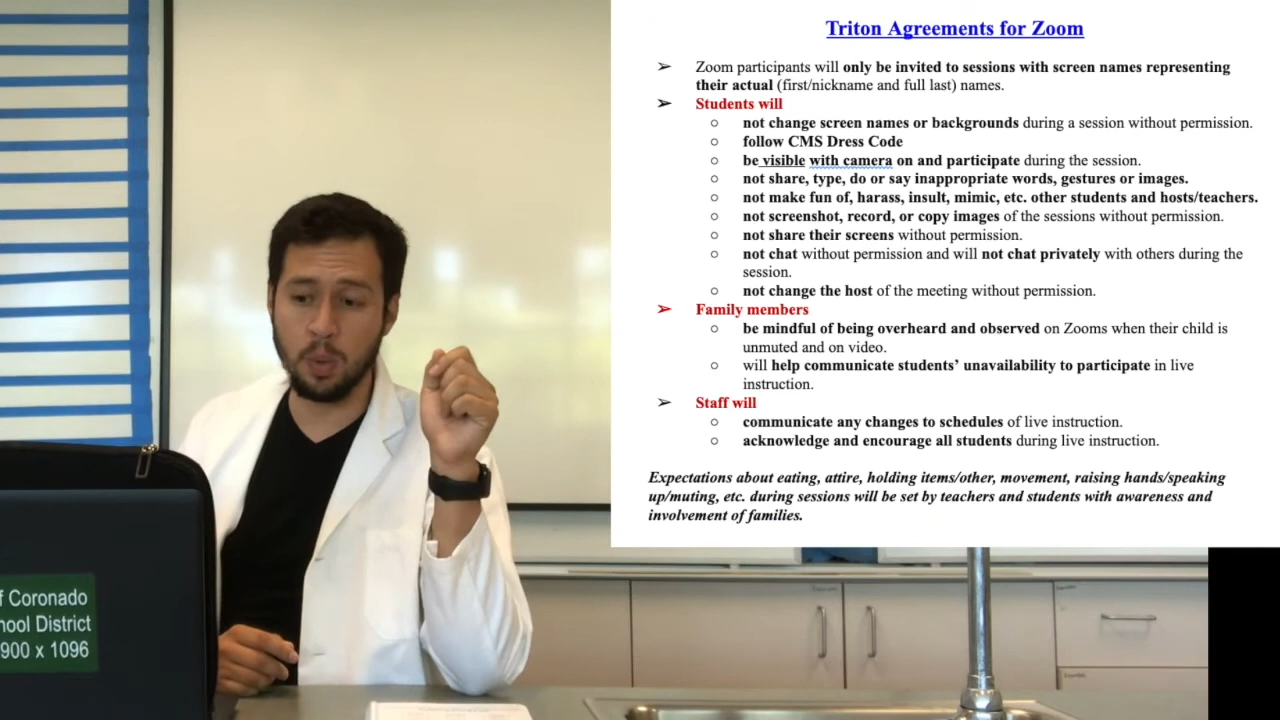 Triton Agreements for Zoom
➢ Zoom participants will only be invited to sessions with screen names representing
their actual (first/nickname and full last) names.
➢ Students will
○ not change screen names or backgrounds during a session without permission.
○ follow CMS Dress Code
○ be visible with camera on and participate during the session.
○ not share, type, do or say inappropriate words, gestures or images.
○ not make fun of, harass, insult, mimic, etc. other students and hosts/teachers.
○ not screenshot, record, or copy images of the sessions without permission.
○ not share their screens without permission.
○ not chat without permission and will not chat privately with others during the
session.
○ not change the host of the meeting without permission.
➢ Family members
○ be mindful of being overheard and observed on Zooms when their child is
unmuted and on video.
○ will help communicate students’ unavailability to participate in live
instruction.
➢ Staff will
○ communicate any changes to schedules of live instruction.
○ acknowledge and encourage all students during live instruction.
Expectations about eating, attire, holding items/other, movement, raising hands/speaking
up/muting, etc. during sessions will be set by teachers and students with awareness and
involvement of families.
f Coronado
hool District
900 x 1096